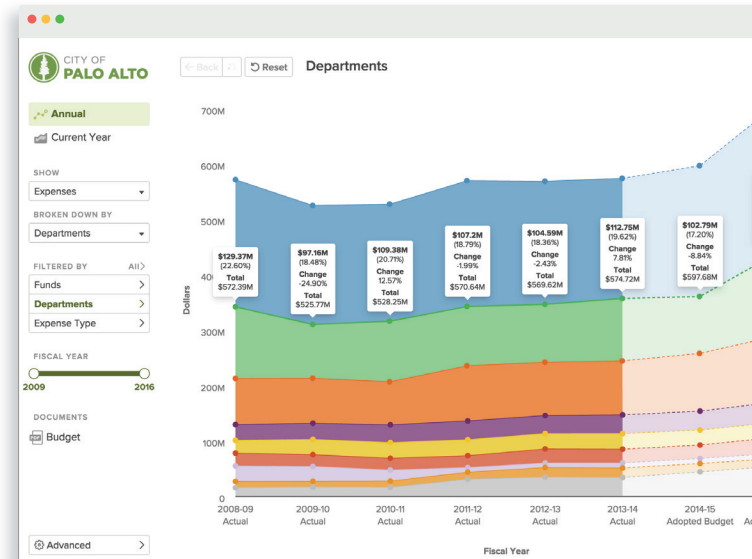 CITY OF
PALO ALTO
← Back
Reset
Departments
Annual
Current Year
SHOW
Expenses
BROKEN DOWN BY
Departments
FILTERED BY
All>
Funds
Departments
Expense Type
FISCAL YEAR
2009
2016
DOCUMENTS
Budget
Advanced
700M
600M
500M
300M
200M
100M
0
Dollars
$129.37M
(22.60%)
Total
$572.39M
$97.16M
(18.48%)
Change
-24.90%
Total
$525.77M
$109.38M
(20.71%)
Change
12.57%
Total
$528.25M
$107.2M
(18.79%)
Change
-1.99%
Total
$570.64M
$104.59M
(18.36%)
Change
-2.43%
Total
$569.62M
$112.75M
(19.62%)
Change
7.81%
Total
$574.72M
$102.79M
(17.20%)
Change
-8.84%
Total
$597.68M
2008-09
Actual
2009-10
Actual
2010-11
Actual
2011-12
Actual
2012-13
Actual
2013-14
Actual
2014-15
Adopted Budget
Fiscal Year